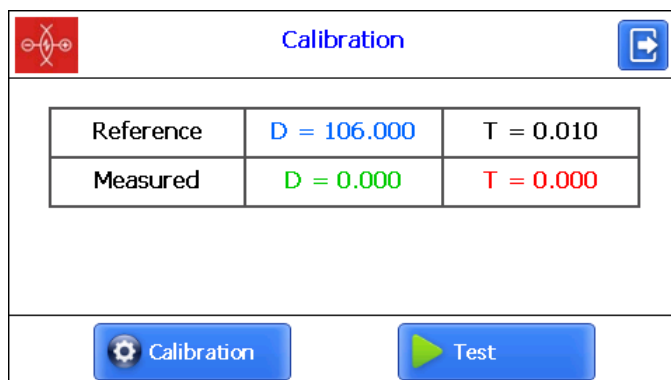 Calibration
Reference D = 106.000 T = 0.010
Measured D = 0.000 T = 0.000
Calibration Test